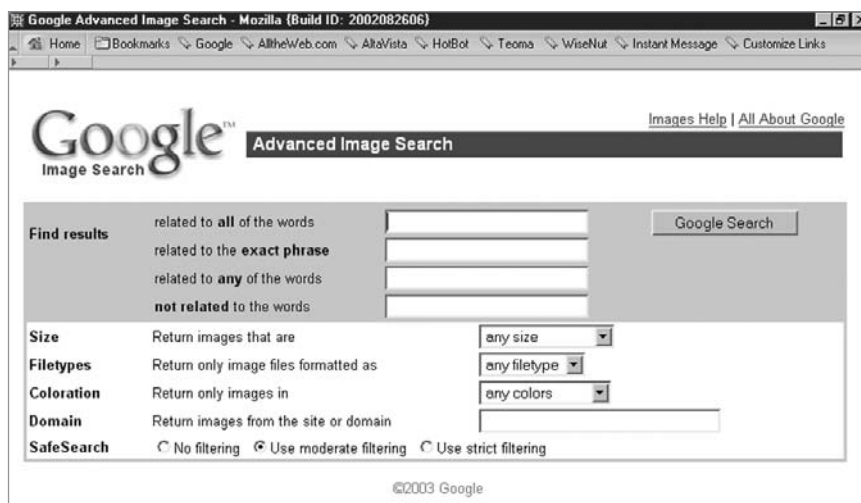 Google Advanced Image Search - Mozilla {Build ID: 2002082606}
Home Bookmarks Google AlltheWeb.com AltaVista HotBot Teoma WiseNut Instant Message Customize Links
Images Help | All About Google
Google™
Advanced Image Search
Image Search
Find results
related to all of the words
Google Search
related to the exact phrase
related to any of the words
not related to the words
Size Return images that are any size
Filetypes Return only image files formatted as any filetype
Coloration Return only images in any colors
Domain Return images from the site or domain
SafeSearch No filtering Use moderate filtering Use strict filtering
©2003 Google